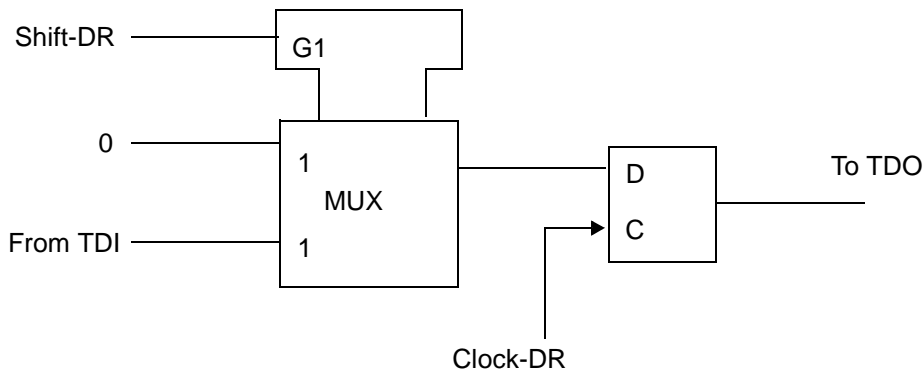 Shift-DR
G1
0
1
MUX
From TDI
1
D
C
To TDO
Clock-DR